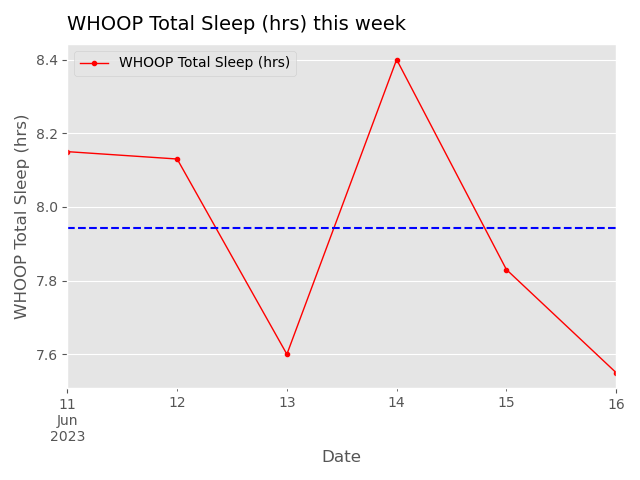 WHOOP Total Sleep (hrs) this week
WHOOP Total Sleep (hrs)
WHOOP Total Sleep (hrs)
8.4
8.2
8.0
7.8
7.6
11 12 13 14 15 16
Jun
2023
Date